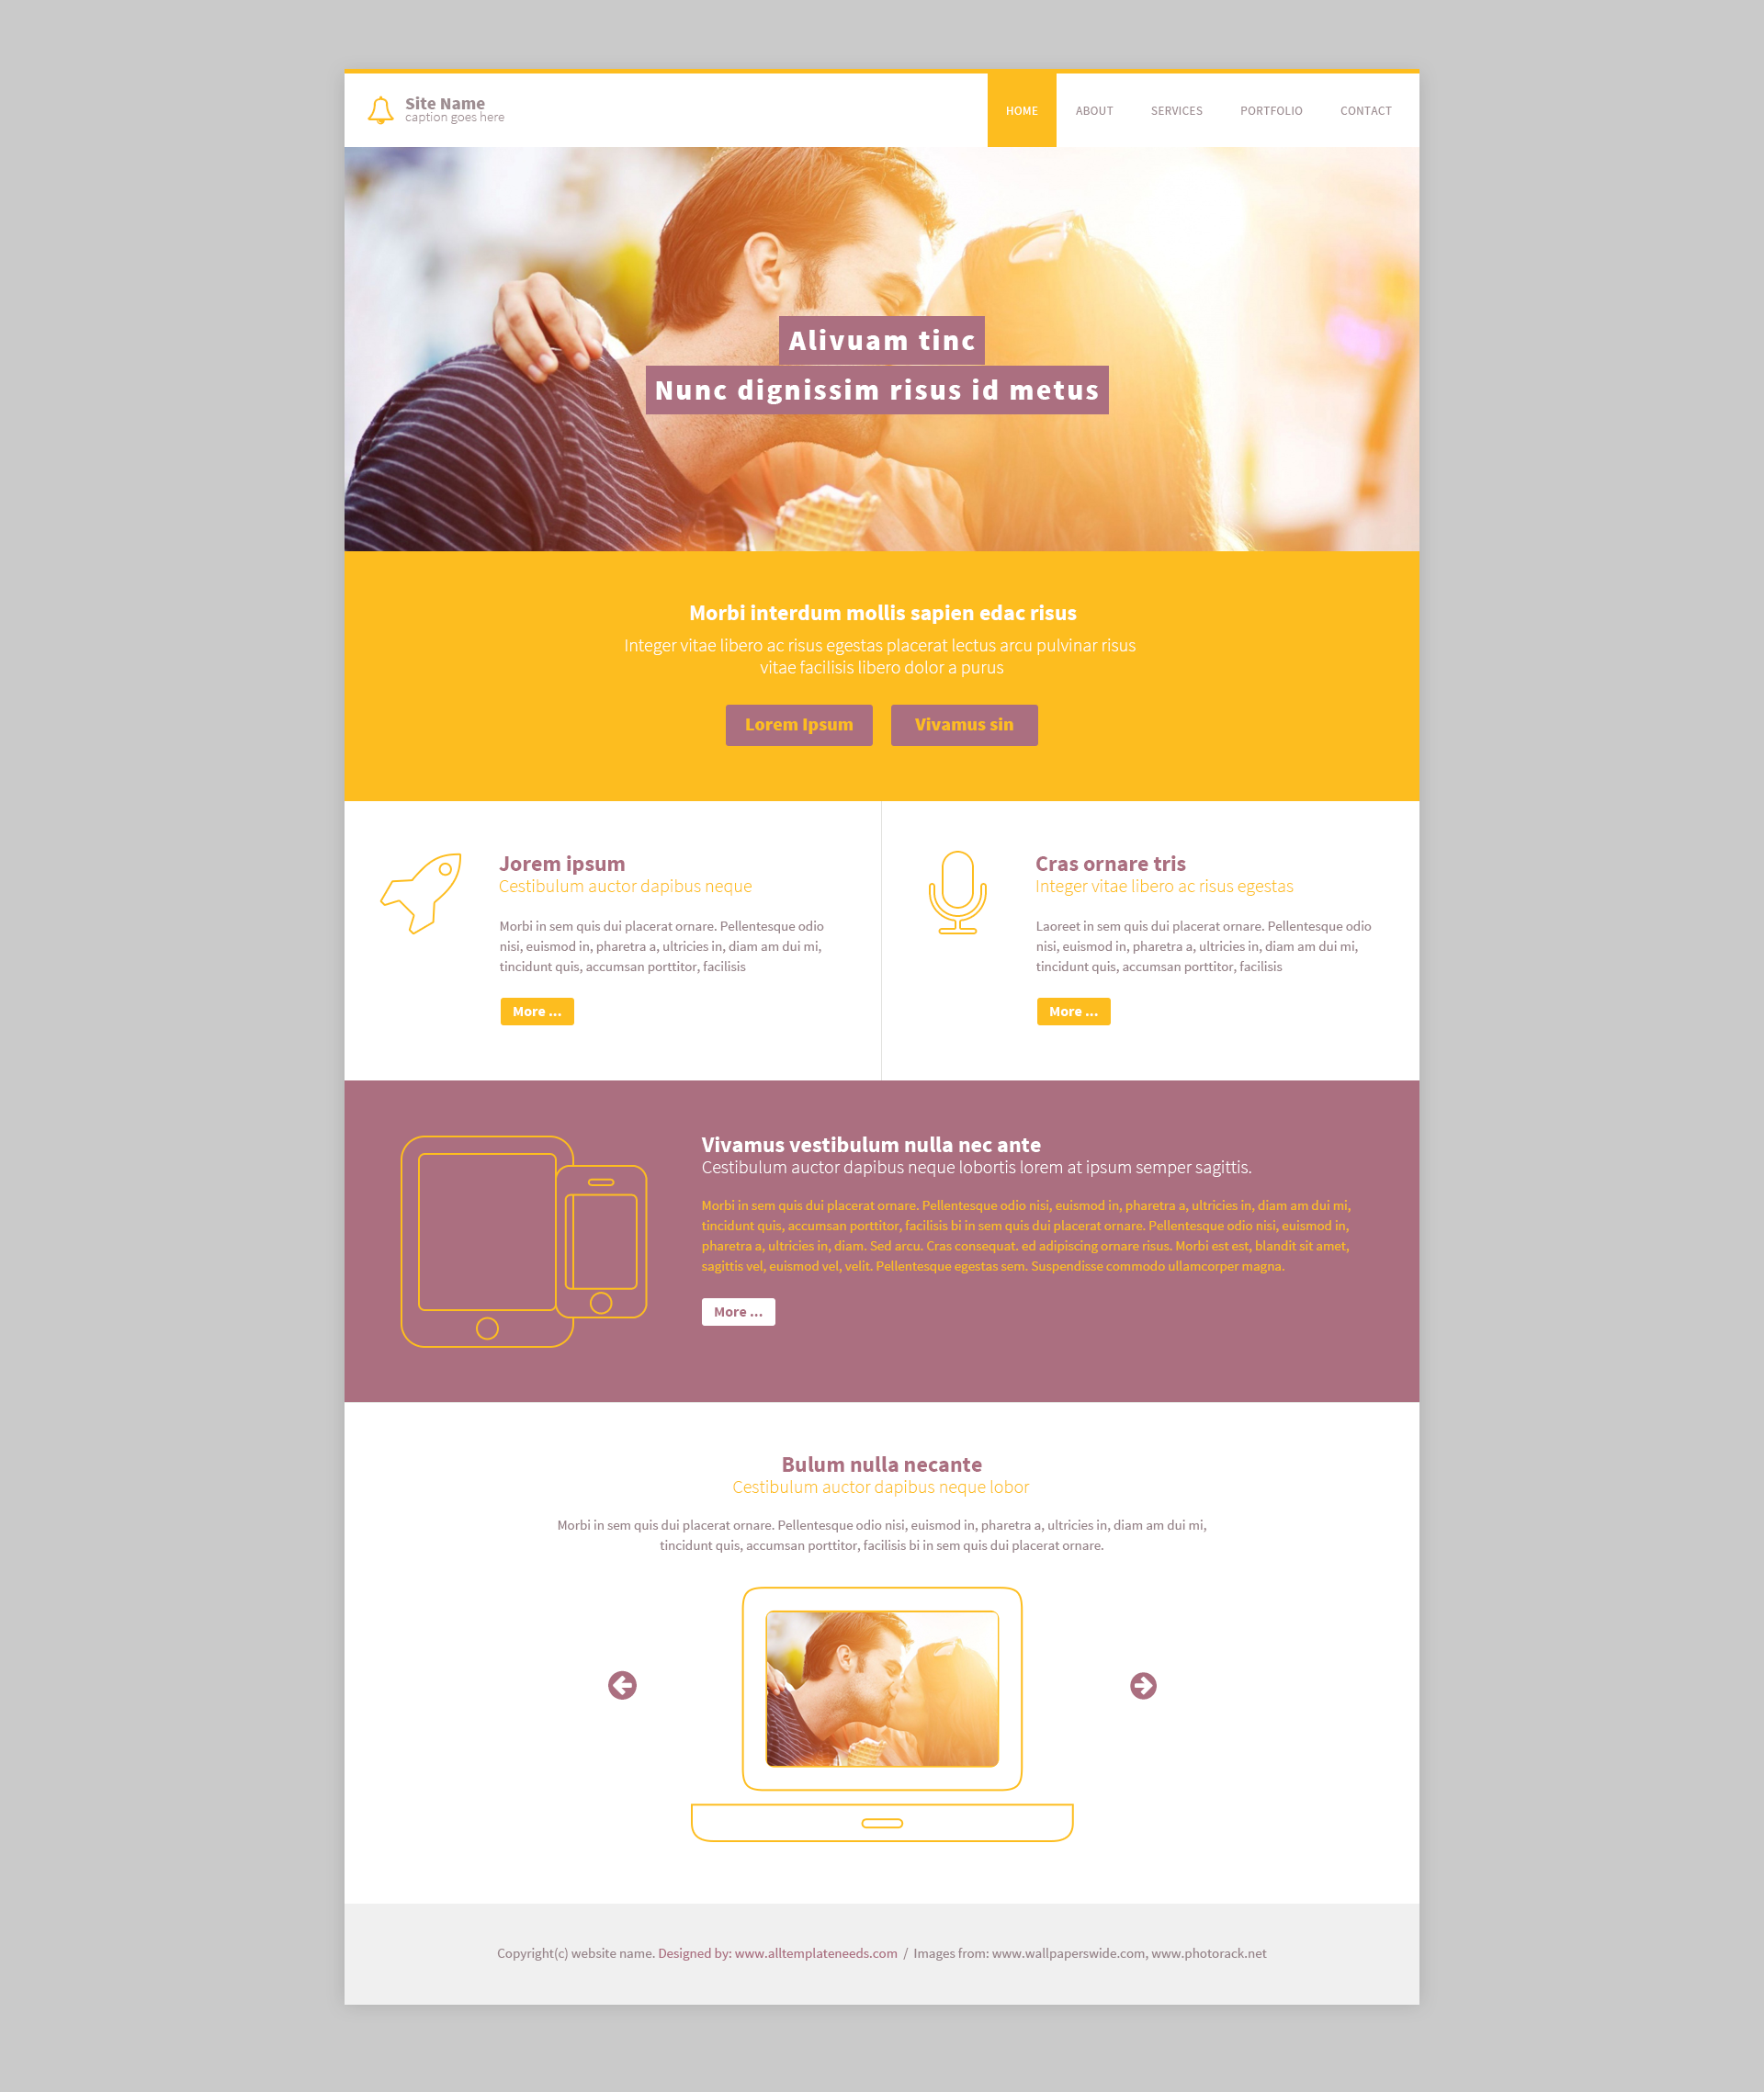 Site Name
caption goes here
HOME
ABOUT
SERVICES
PORTFOLIO
CONTACT
Alivuam tinc
Nunc dignissim risus id metus
Morbi interdum mollis sapien edac risus
Integer vitae libero ac risus egestas placerat lectus arcu pulvinar risus
vitae facilisis libero dolor a purus
Lorem Ipsum
Vivamus sin
Jorem ipsum
Cestibulum auctor dapibus neque
Morbi in sem quis dui placerat ornare. Pellentesque odio
nisi, euismod in, pharetra a, ultricies in, diam am dui mi,
tincidunt quis, accumsan porttitor, facilisis
More ...
Cras ornare tris
Integer vitae libero ac risus egestas
Laoreet in sem quis dui placerat ornare. Pellentesque odio
nisi, euismod in, pharetra a, ultricies in, diam am dui mi,
tincidunt quis, accumsan porttitor, facilisis
More ...
Vivamus vestibulum nulla nec ante
Cestibulum auctor dapibus neque lobortis lorem at ipsum semper sagittis.
Morbi in sem quis dui placerat ornare. Pellentesque odio nisi, euismod in, pharetra a, ultricies in, diam am dui mi,
tincidunt quis, accumsan porttitor, facilisis bi in sem quis dui placerat ornare. Pellentesque odio nisi, euismod in,
pharetra a, ultricies in, diam. Sed arcu. Cras consequat. ed adipiscing ornare risus. Morbi est est, blandit sit amet,
sagittis vel, euismod vel, velit. Pellentesque egestas sem. Suspendisse commodo ullamcorper magna.
More ...
Bulum nulla necante
Cestibulum auctor dapibus neque lobor
Morbi in sem quis dui placerat ornare. Pellentesque odio nisi, euismod in, pharetra a, ultricies in, diam am dui mi,
tincidunt quis, accumsan porttitor, facilisis bi in sem quis dui placerat ornare.
Copyright(c) website name. Designed by: www.alltemplateneeds.com / Images from: www.wallpaperswide.com, www.photorack.net